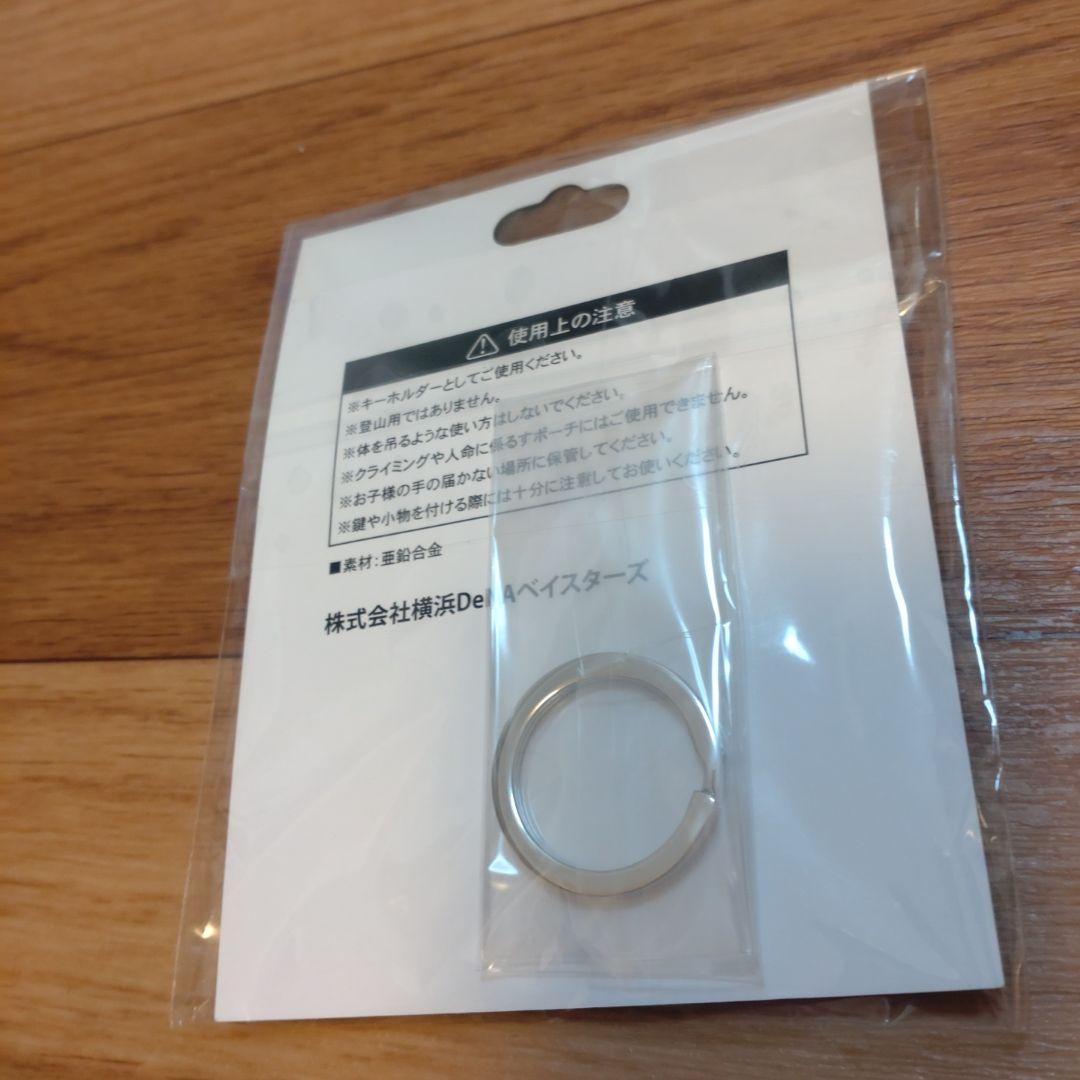 ⚠ 使用上の注意
※キーホルダーとしてご使用ください。
※登山用ではありません。
※体を吊るような使い方はしないでください。
※クライミングや人命に係るすポーチにはご使用できません。
※お子様の手の届かない場所に保管してください。
※鍵や小物を付ける際には十分に注意してお使いください。
■素材:亜鉛合金
株式会社横浜DeNAベイスターズ